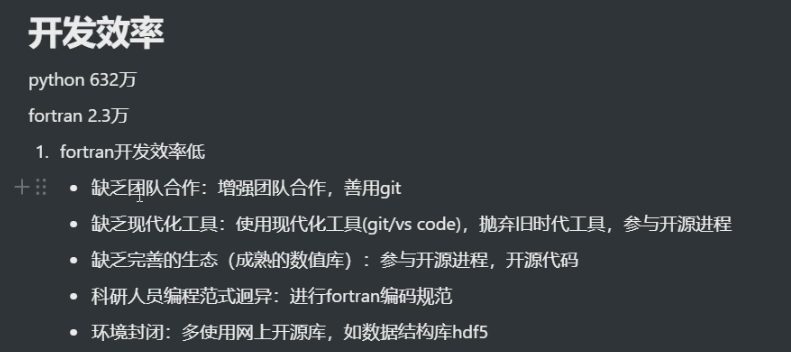 开发效率
python 632万
fortran 2.3万
1. fortran开发效率低
• 缺乏团队合作：增强团队合作，善用git
• 缺乏现代化工具：使用现代化工具(git/vs code)，抛弃旧时代工具，参与开源进程
• 缺乏完善的生态（成熟的数值库）：参与开源进程，开源代码
• 科研人员编程范式迥异：进行fortran编码规范
• 环境封闭：多使用网上开源库，如数据结构库hdf5